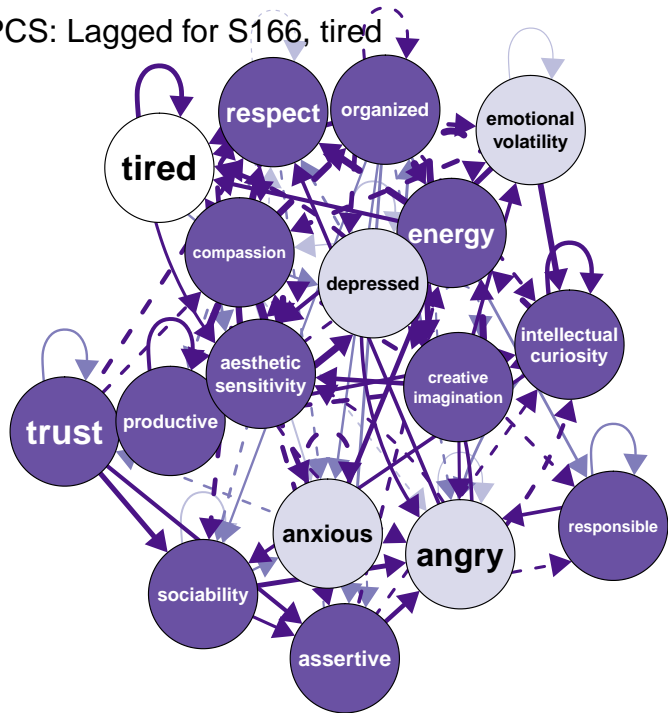 PCS: Lagged for S166, tired
respect
organized
emotional
volatility
tired
compassion
energy
depressed
intellectual
curiosity
aesthetic
sensitivity
creative
imagination
trust
productive
anxious
angry
responsible
sociability
assertive